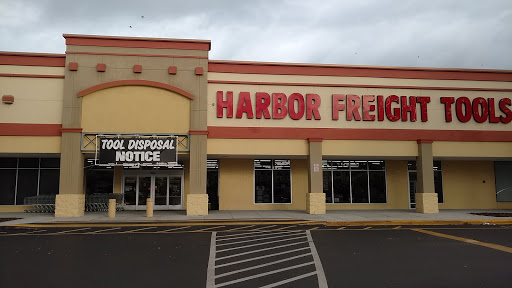 HARBOR FREIGHT TOOLS
TOOL DISPOSAL
NOTICE